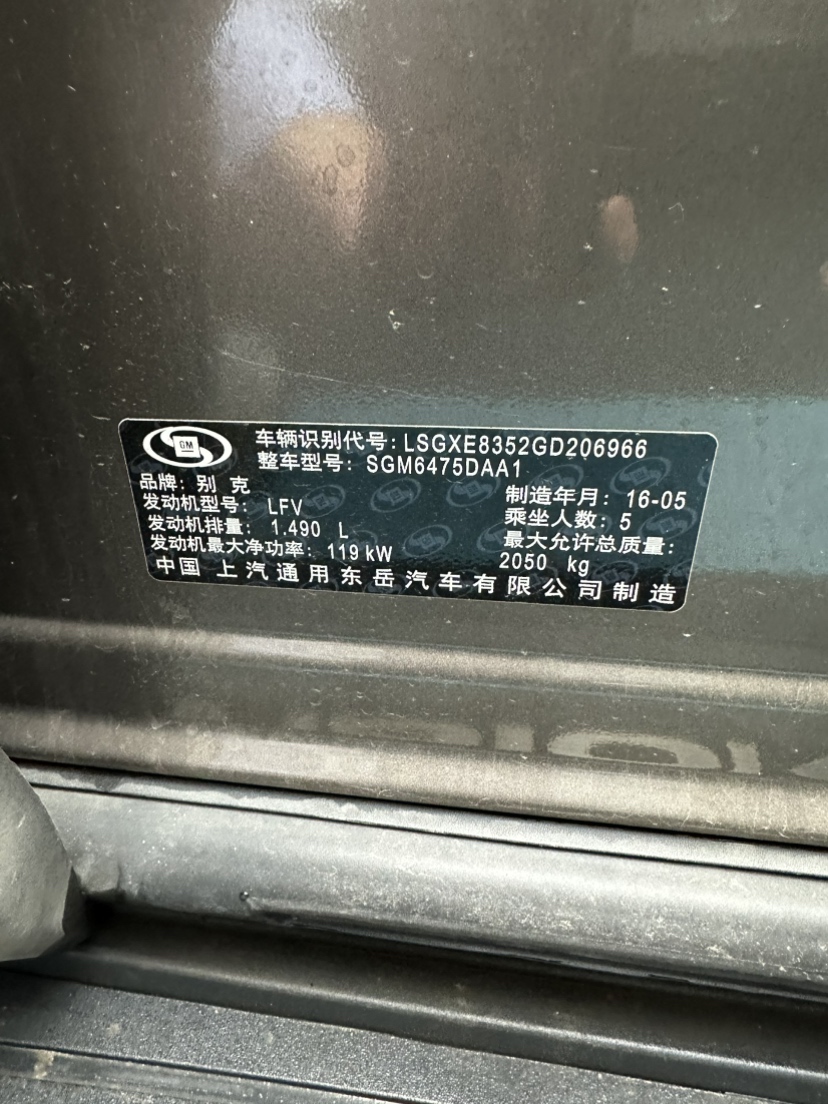 GM
车辆识别代号：LSGXE8352GD206966
整车型号：SGM6475DAA1
品牌：别 克
制造年月：16-05
发动机型号： LFV
乘坐人数：5
发动机排量： 1.490 L
最大允许总质量：
发动机最大净功率：119 kW
2050 kg
中国 上汽通用东岳汽车有限公司制造